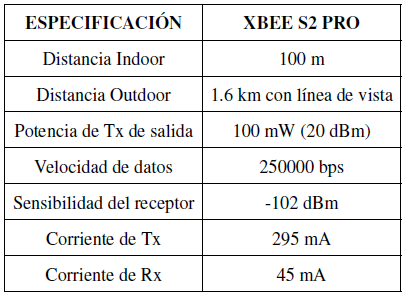 ESPECIFICACIÓN XBEE S2 PRO
Distancia Indoor 100 m
Distancia Outdoor 1.6 km con línea de vista
Potencia de Tx de salida 100 mW (20 dBm)
Velocidad de datos 250000 bps
Sensibilidad del receptor -102 dBm
Corriente de Tx 295 mA
Corriente de Rx 45 mA